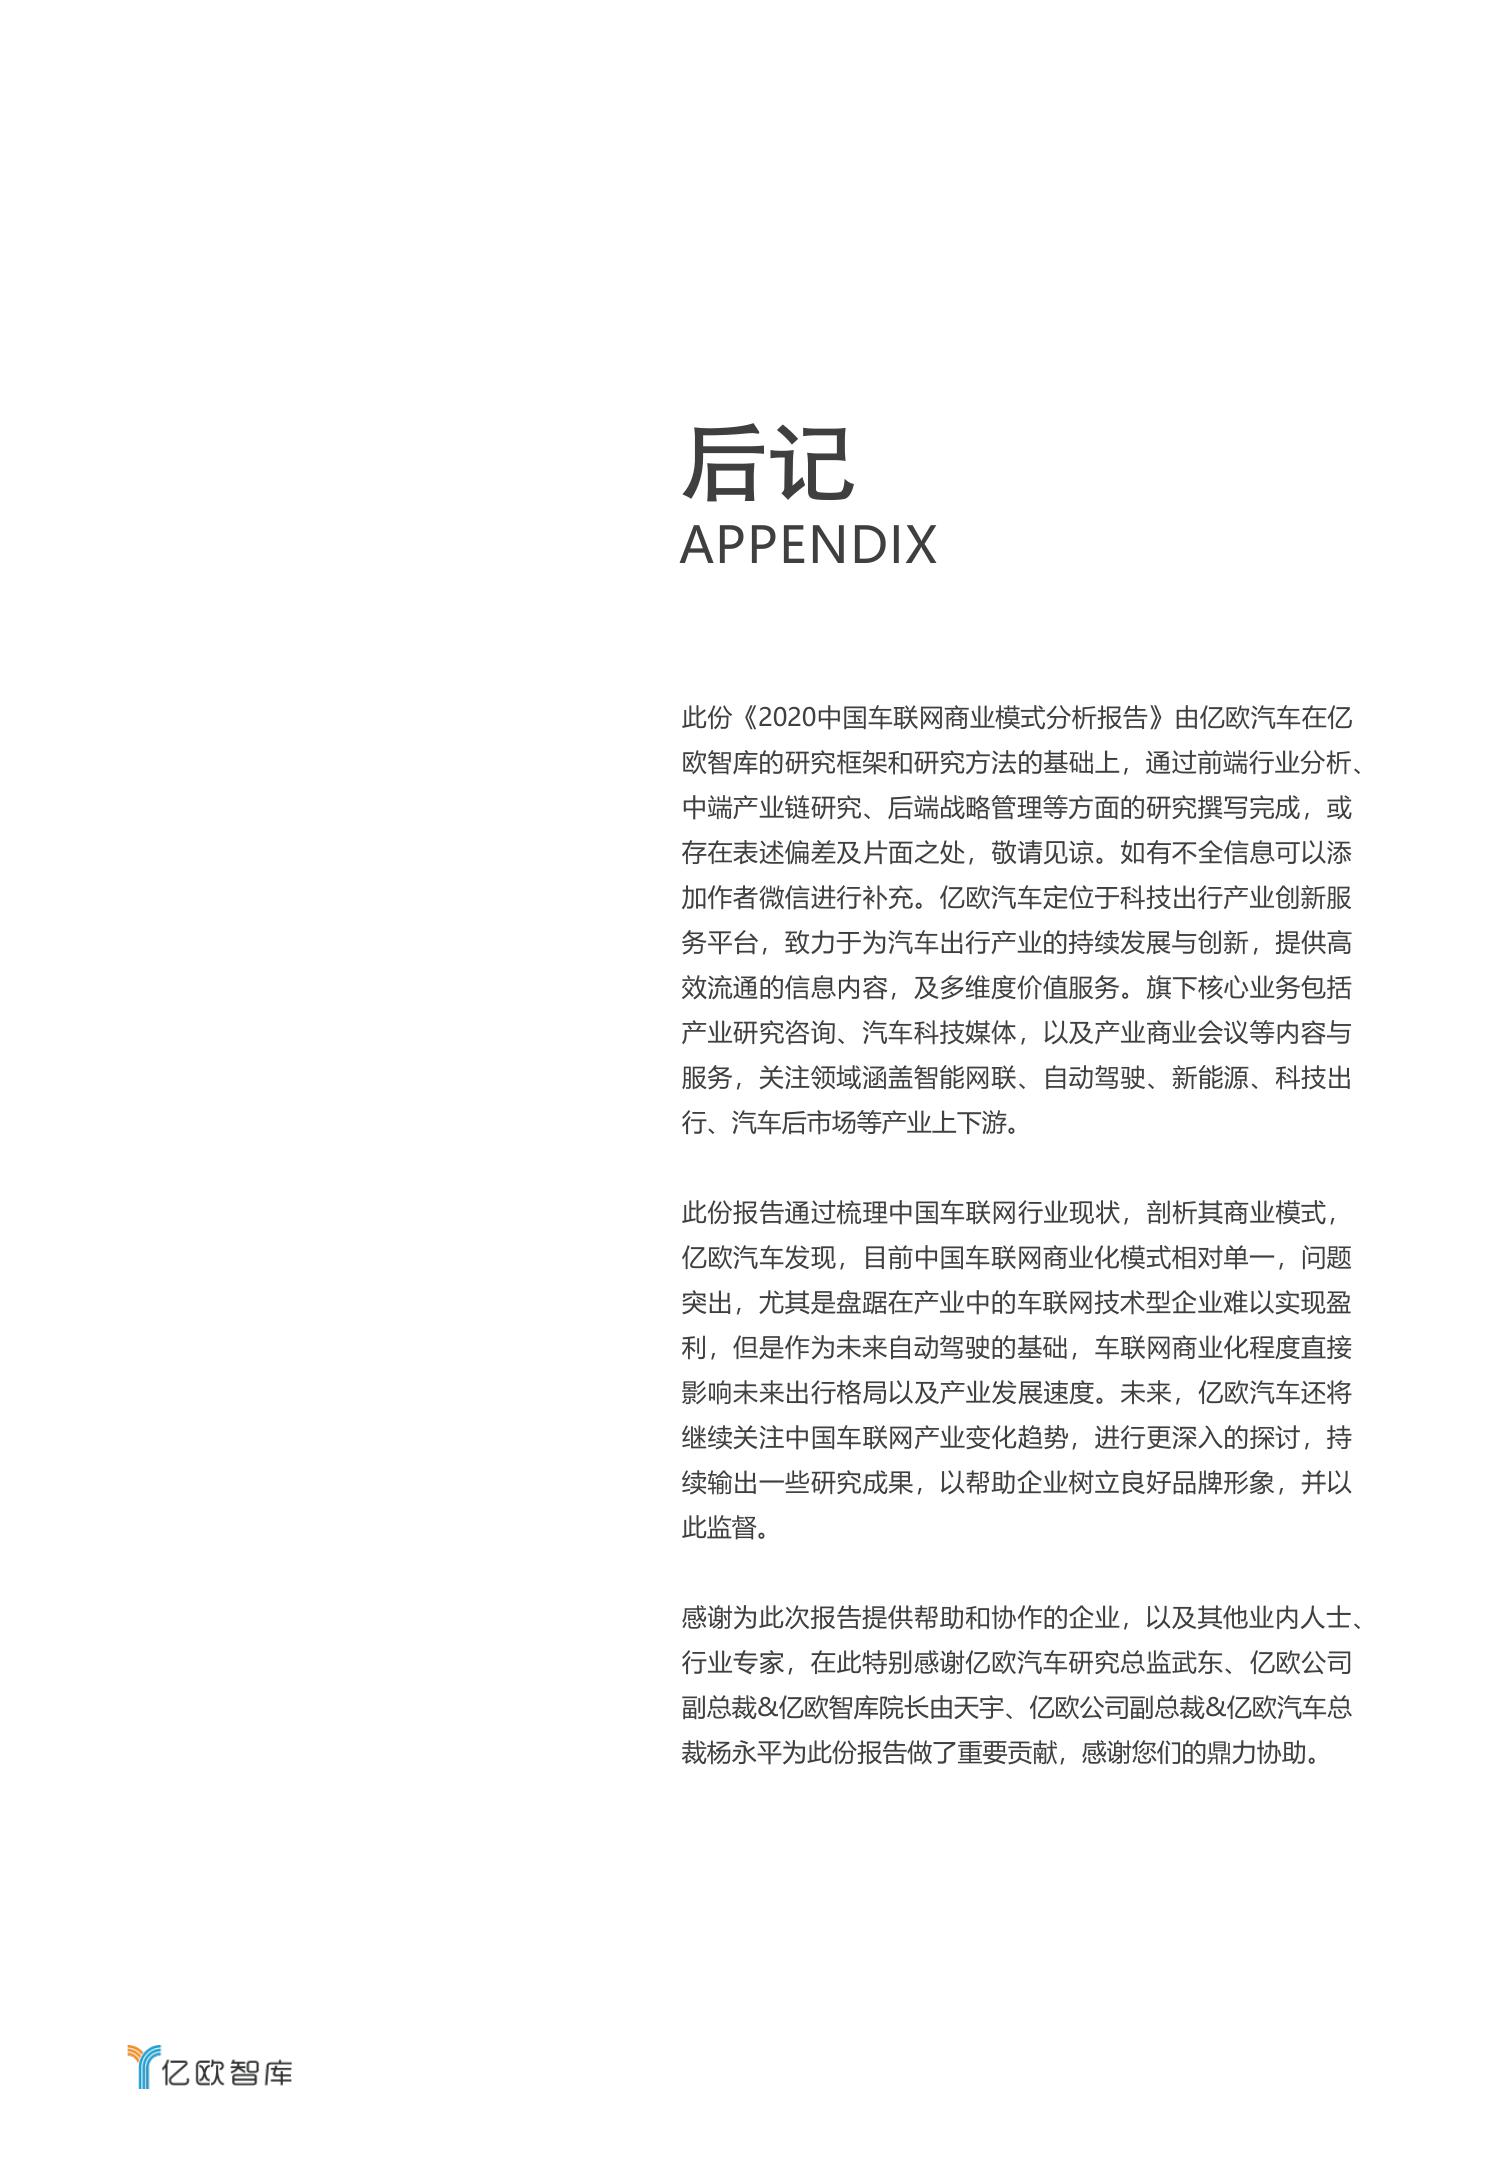 后记
APPENDIX
此份《2020中国车联网商业模式分析报告》由亿欧汽车在亿
欧智库的研究框架和研究方法的基础上，通过前端行业分析、
中端产业链研究、后端战略管理等方面的研究撰写完成，或
存在表述偏差及片面之处，敬请见谅。如有不全信息可以添
加作者微信进行补充。亿欧汽车定位于科技出行产业创新服
务平台，致力于为汽车出行产业的持续发展与创新，提供高
效流通的信息内容，及多维度价值服务。旗下核心业务包括
产业研究咨询、汽车科技媒体，以及产业商业会议等内容与
服务，关注领域涵盖智能网联、自动驾驶、新能源、科技出
行、汽车后市场等产业上下游。
此份报告通过梳理中国车联网行业现状，剖析其商业模式，
亿欧汽车发现，目前中国车联网商业化模式相对单一，问题
突出，尤其是盘踞在产业中的车联网技术型企业难以实现盈
利，但是作为未来自动驾驶的基础，车联网商业化程度直接
影响未来出行格局以及产业发展速度。未来，亿欧汽车还将
继续关注中国车联网产业变化趋势，进行更深入的探讨，持
续输出一些研究成果，以帮助企业树立良好品牌形象，并以
此监督。
感谢为此次报告提供帮助和协作的企业，以及其他业内人士、
行业专家，在此特别感谢亿欧汽车研究总监武东、亿欧公司
副总裁&亿欧智库院长由天宇、亿欧公司副总裁&亿欧汽车总
裁杨永平为此份报告做了重要贡献，感谢您们的鼎力协助。
亿欧智库